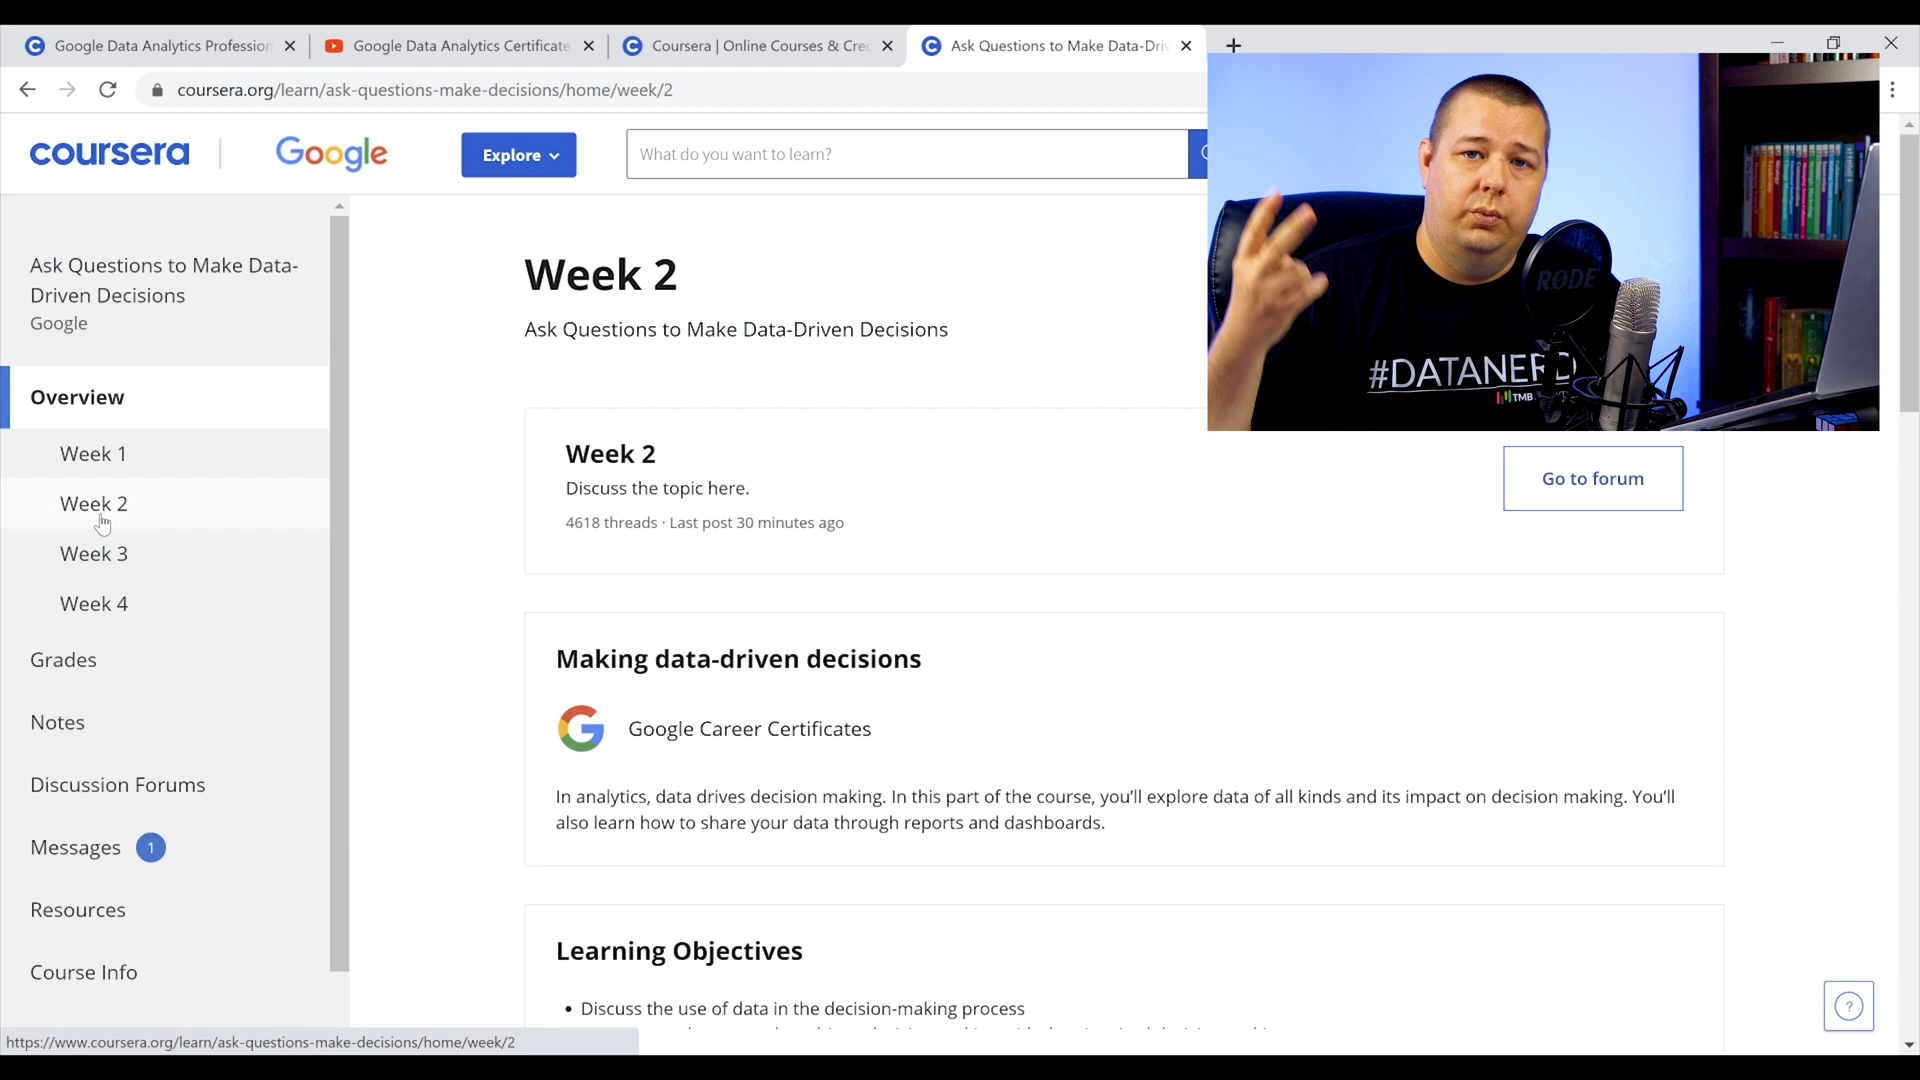 Google Data Analytics Profession
Google Data Analytics Certificate
Coursera | Online Courses & Cre
Ask Questions to Make Data-Dri
coursera.org/learn/ask-questions-make-decisions/home/week/2
coursera
Google
Explore
What do you want to learn?
RØDE
#DATANERD
TMB
Ask Questions to Make Data-
Driven Decisions
Google
Overview
Week 1
Week 2
Week 3
Week 4
Grades
Notes
Discussion Forums
Messages 1
Resources
Course Info
Week 2
Ask Questions to Make Data-Driven Decisions
Week 2
Discuss the topic here.
4618 threads · Last post 30 minutes ago
Go to forum
Making data-driven decisions
Google Career Certificates
In analytics, data drives decision making. In this part of the course, you'll explore data of all kinds and its impact on decision making. You'll
also learn how to share your data through reports and dashboards.
Learning Objectives
• Discuss the use of data in the decision-making process
?
https://www.coursera.org/learn/ask-questions-make-decisions/home/week/2